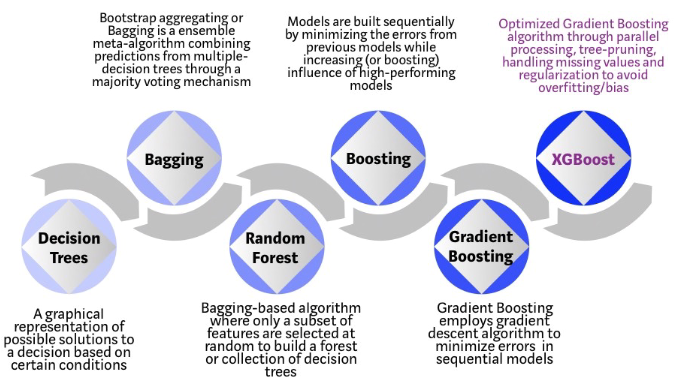 Bootstrap aggregating or
Bagging is a ensemble
meta-algorithm combining
predictions from multiple-
decision trees through a
majority voting mechanism
Models are built sequentially
by minimizing the errors from
previous models while
increasing (or boosting)
influence of high-performing
models
Optimized Gradient Boosting
algorithm through parallel
processing, tree-pruning,
handling missing values and
regularization to avoid
overfitting/bias
Bagging
Boosting
XGBoost
Decision
Trees
Random
Forest
Gradient
Boosting
A graphical
representation of
possible solutions to
a decision based on
certain conditions
Bagging-based algorithm
where only a subset of
features are selected at
random to build a forest
or collection of decision
trees
Gradient Boosting
employs gradient
descent algorithm to
minimize errors in
sequential models